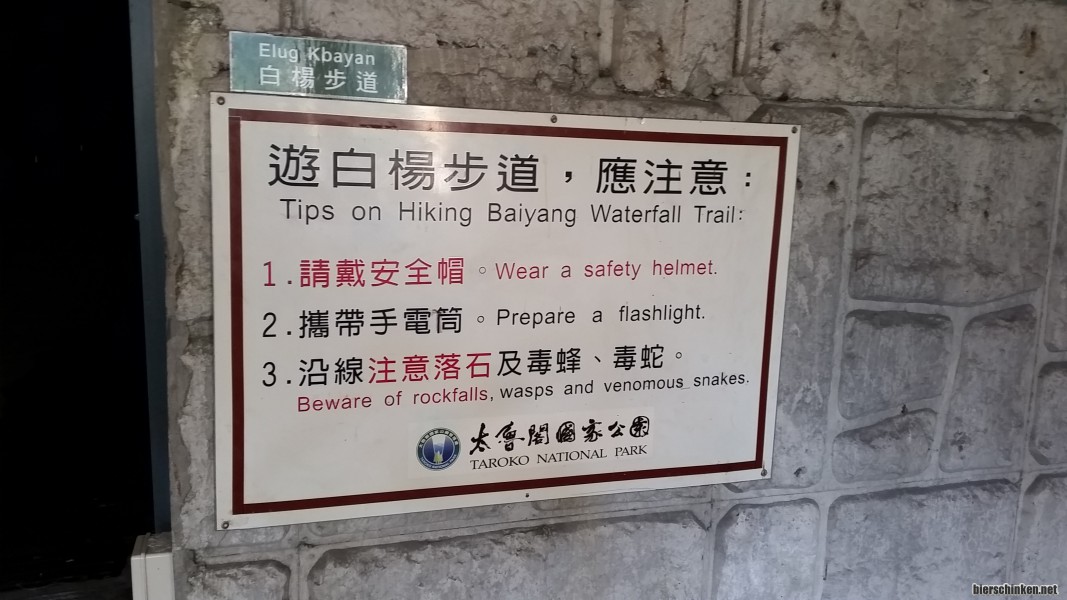 Elug Kbayan
白楊步道
遊白楊步道，應注意：
Tips on Hiking Baiyang Waterfall Trail:
1.請戴安全帽。Wear a safety helmet.
2.攜帶手電筒。Prepare a flashlight.
3.沿線注意落石及毒蜂、毒蛇。
Beware of rockfalls, wasps and venomous snakes.
太魯閣國家公園
TAROKO NATIONAL PARK
bierschinken.net